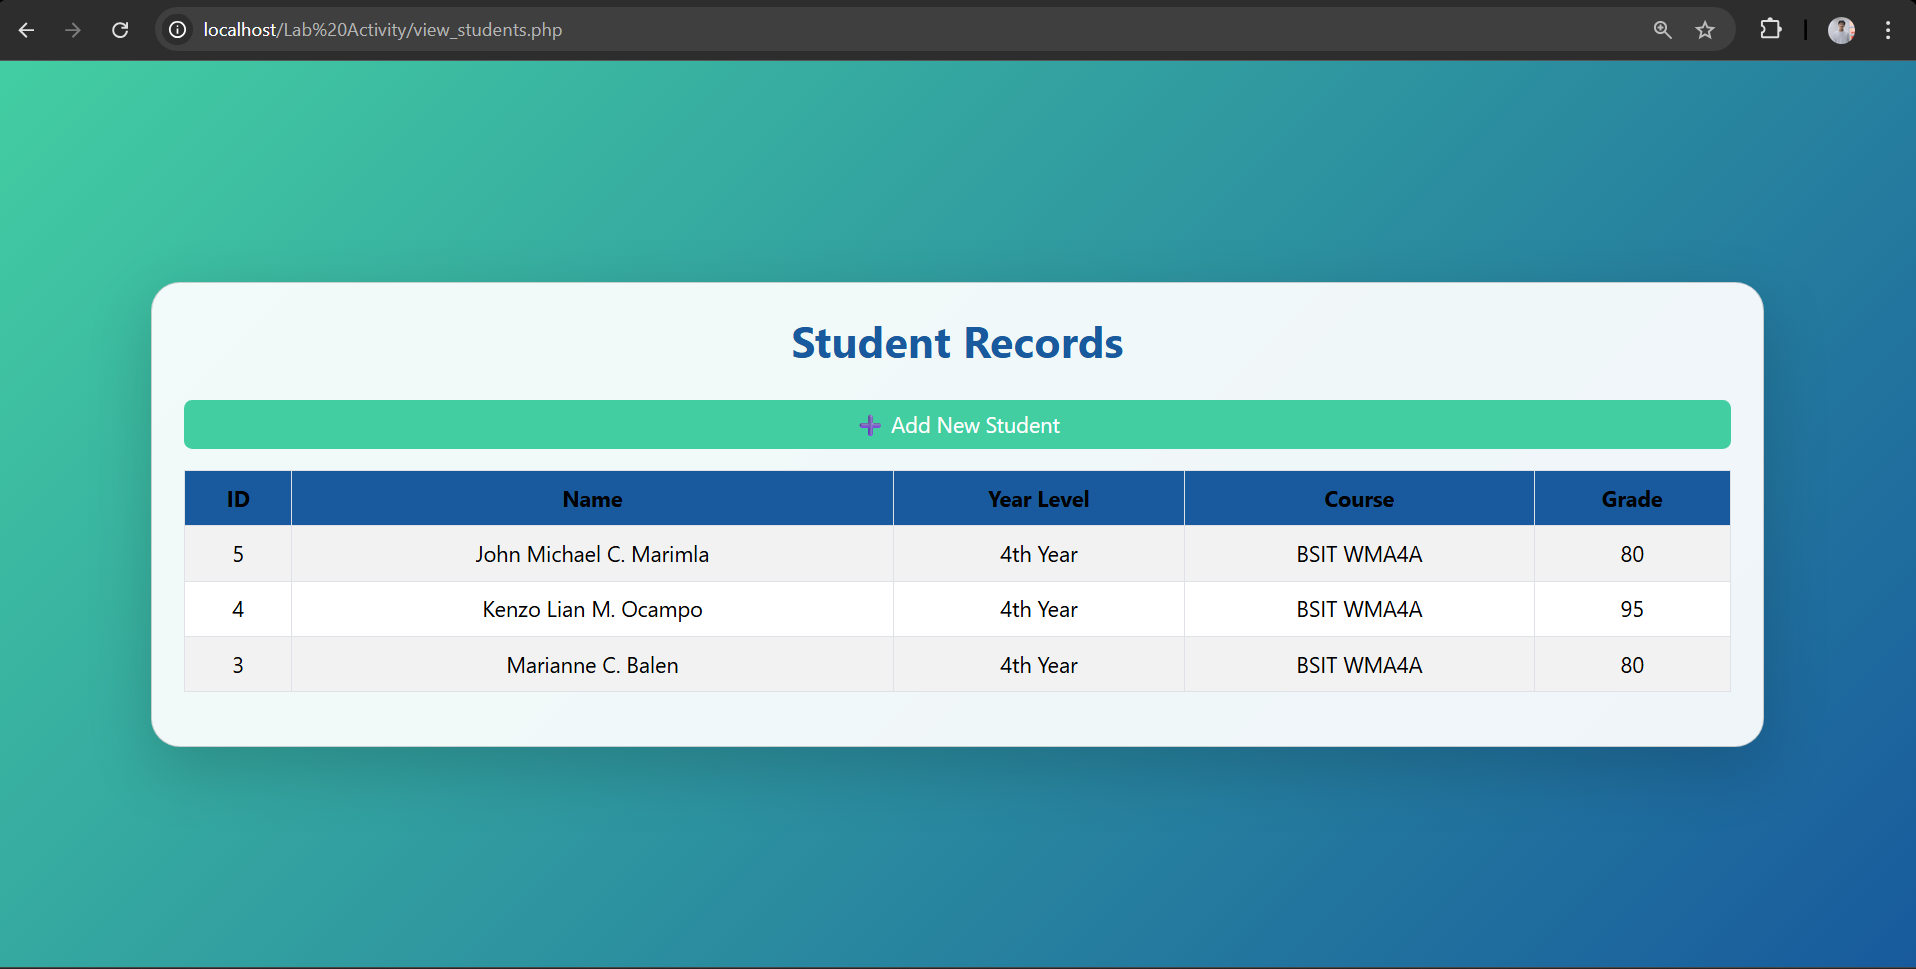 localhost/Lab%20Activity/view_students.php
Student Records
➕ Add New Student
ID Name Year Level Course Grade
5 John Michael C. Marimla 4th Year BSIT WMA4A 80
4 Kenzo Lian M. Ocampo 4th Year BSIT WMA4A 95
3 Marianne C. Balen 4th Year BSIT WMA4A 80